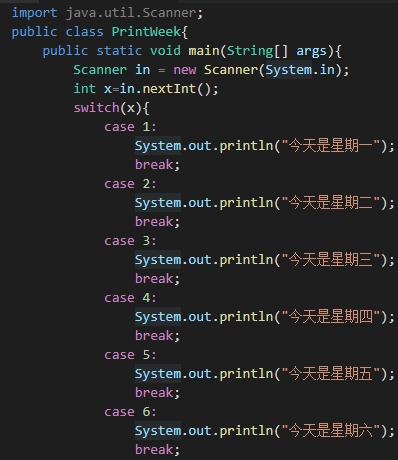 import java.util.Scanner;
public class PrintWeek{
    public static void main(String[] args){
        Scanner in = new Scanner(System.in);
        int x=in.nextInt();
        switch(x){
            case 1:
                System.out.println("今天是星期一");
                break;
            case 2:
                System.out.println("今天是星期二");
                break;
            case 3:
                System.out.println("今天是星期三");
                break;
            case 4:
                System.out.println("今天是星期四");
                break;
            case 5:
                System.out.println("今天是星期五");
                break;
            case 6:
                System.out.println("今天是星期六");
                break;